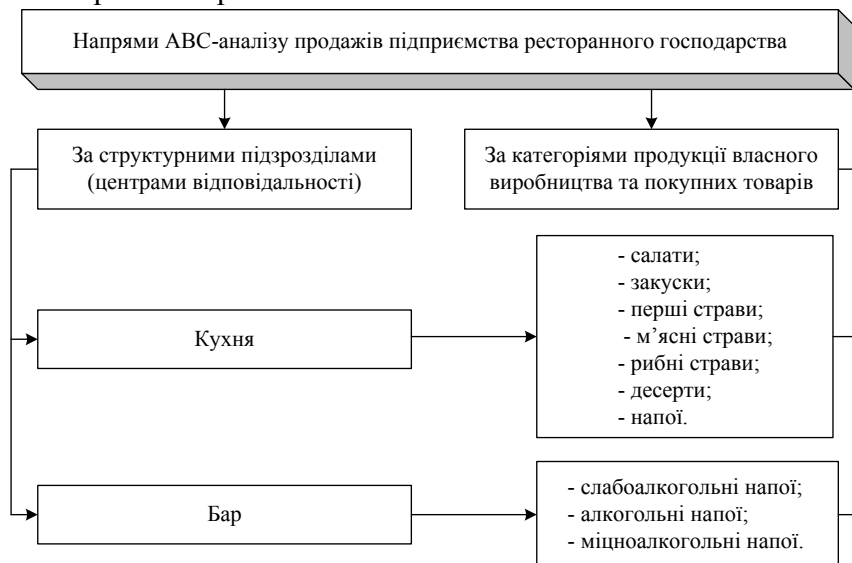 Напрями АВС-аналізу продажів підприємства ресторанного господарства
За структурними підзрозділами
(центрами відповідальності)
За категоріями продукції власного
виробництва та покупних товарів
Кухня
- салати;
- закуски;
- перші страви;
- м’ясні страви;
- рибні страви;
- десерти;
- напої.
Бар
- слабоалкогольні напої;
- алкогольні напої;
- міцноалкогольні напої.